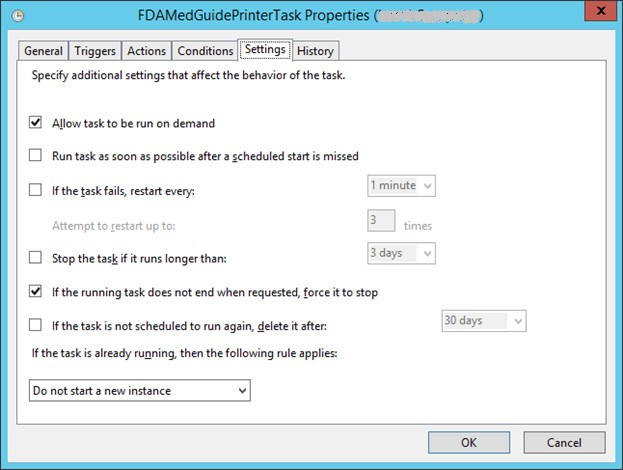 FDAMedGuidePrinterTask Properties (
x
General Triggers Actions Conditions Settings History
Specify additional settings that affect the behavior of the task.
Allow task to be run on demand
Run task as soon as possible after a scheduled start is missed
If the task fails, restart every: 1 minute
Attempt to restart up to: 3 times
Stop the task if it runs longer than: 3 days
If the running task does not end when requested, force it to stop
If the task is not scheduled to run again, delete it after: 30 days
If the task is already running, then the following rule applies:
Do not start a new instance
OK Cancel